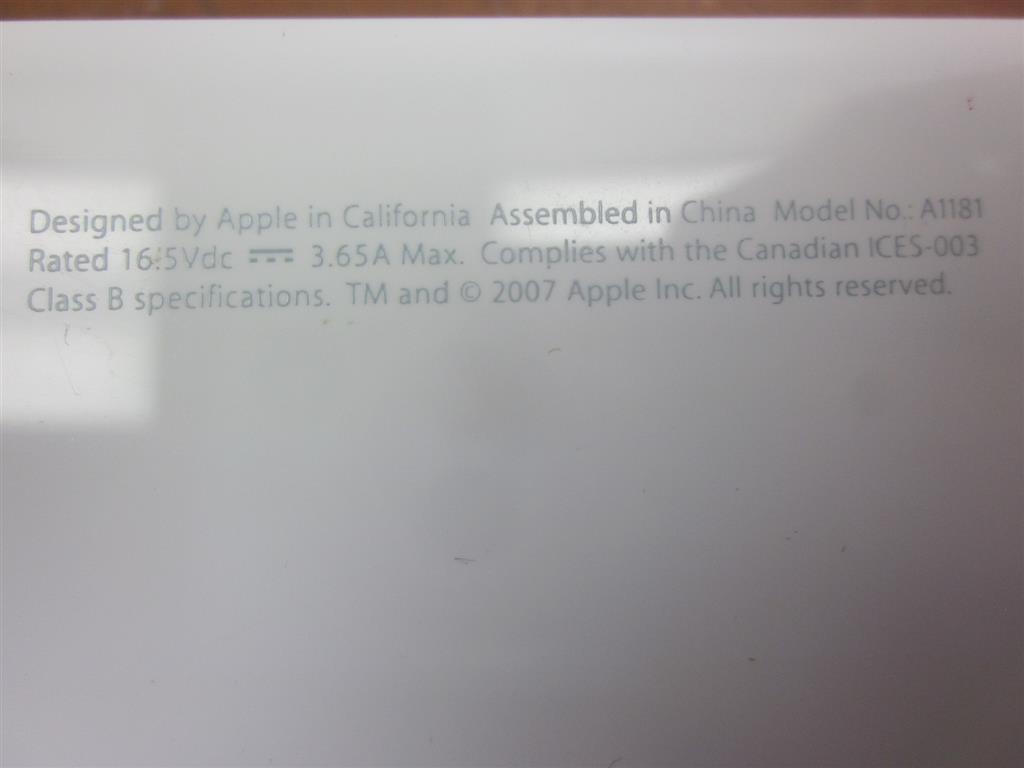 Designed by Apple in California Assembled in China Model No.: A1181
Rated 16.5Vdc ⎓ 3.65A Max. Complies with the Canadian ICES-003
Class B specifications. TM and © 2007 Apple Inc. All rights reserved.